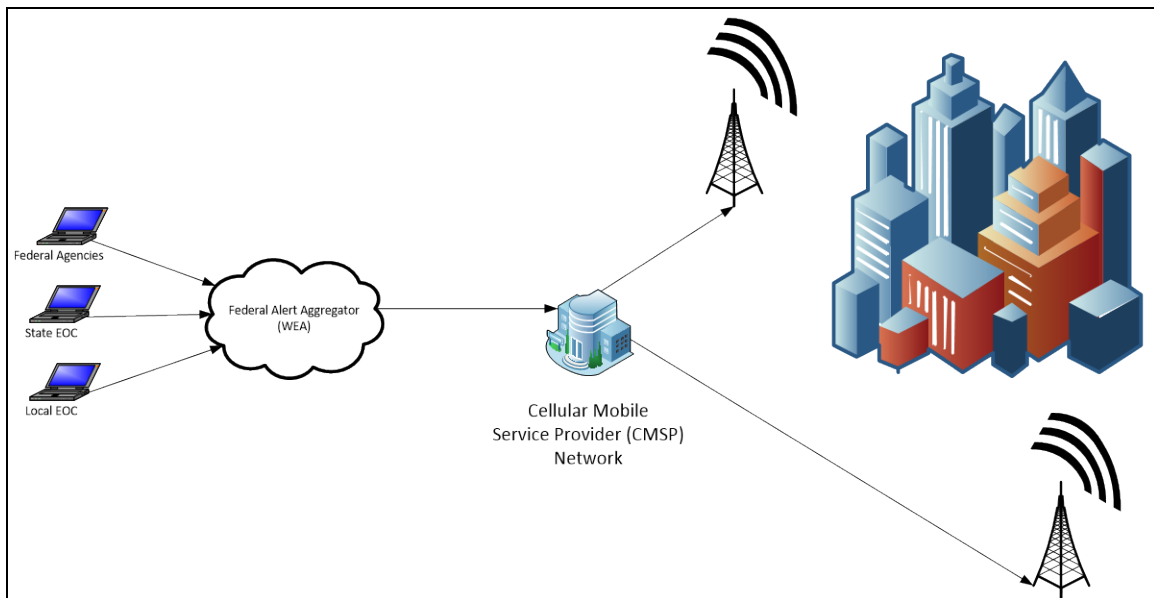 Federal Agencies
State EOC
Local EOC
Federal Alert Aggregator
(WEA)
Cellular Mobile
Service Provider (CMSP)
Network